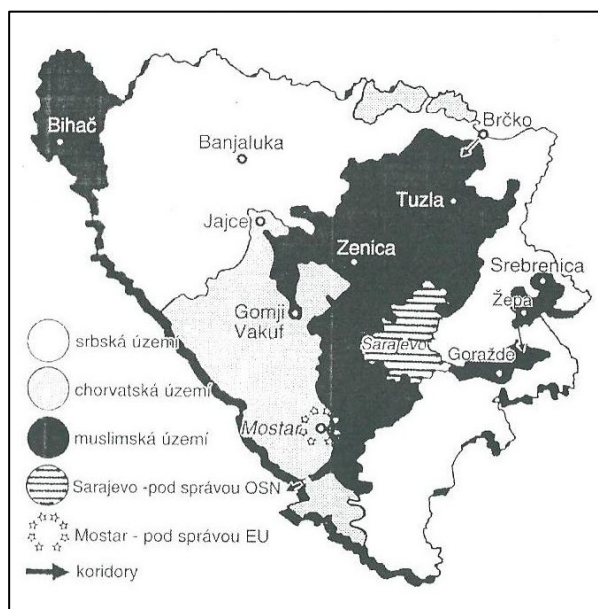 Bihač
Brčko
Banjaluka
Tuzla
Jajce
Zenica
Srebrenica
Žepa
Gornji
Vakuf
Sarajevo
Goražde
Mostar
srbská území
chorvatská území
muslimská území
Sarajevo -pod správou OSN
Mostar - pod správou EU
koridory